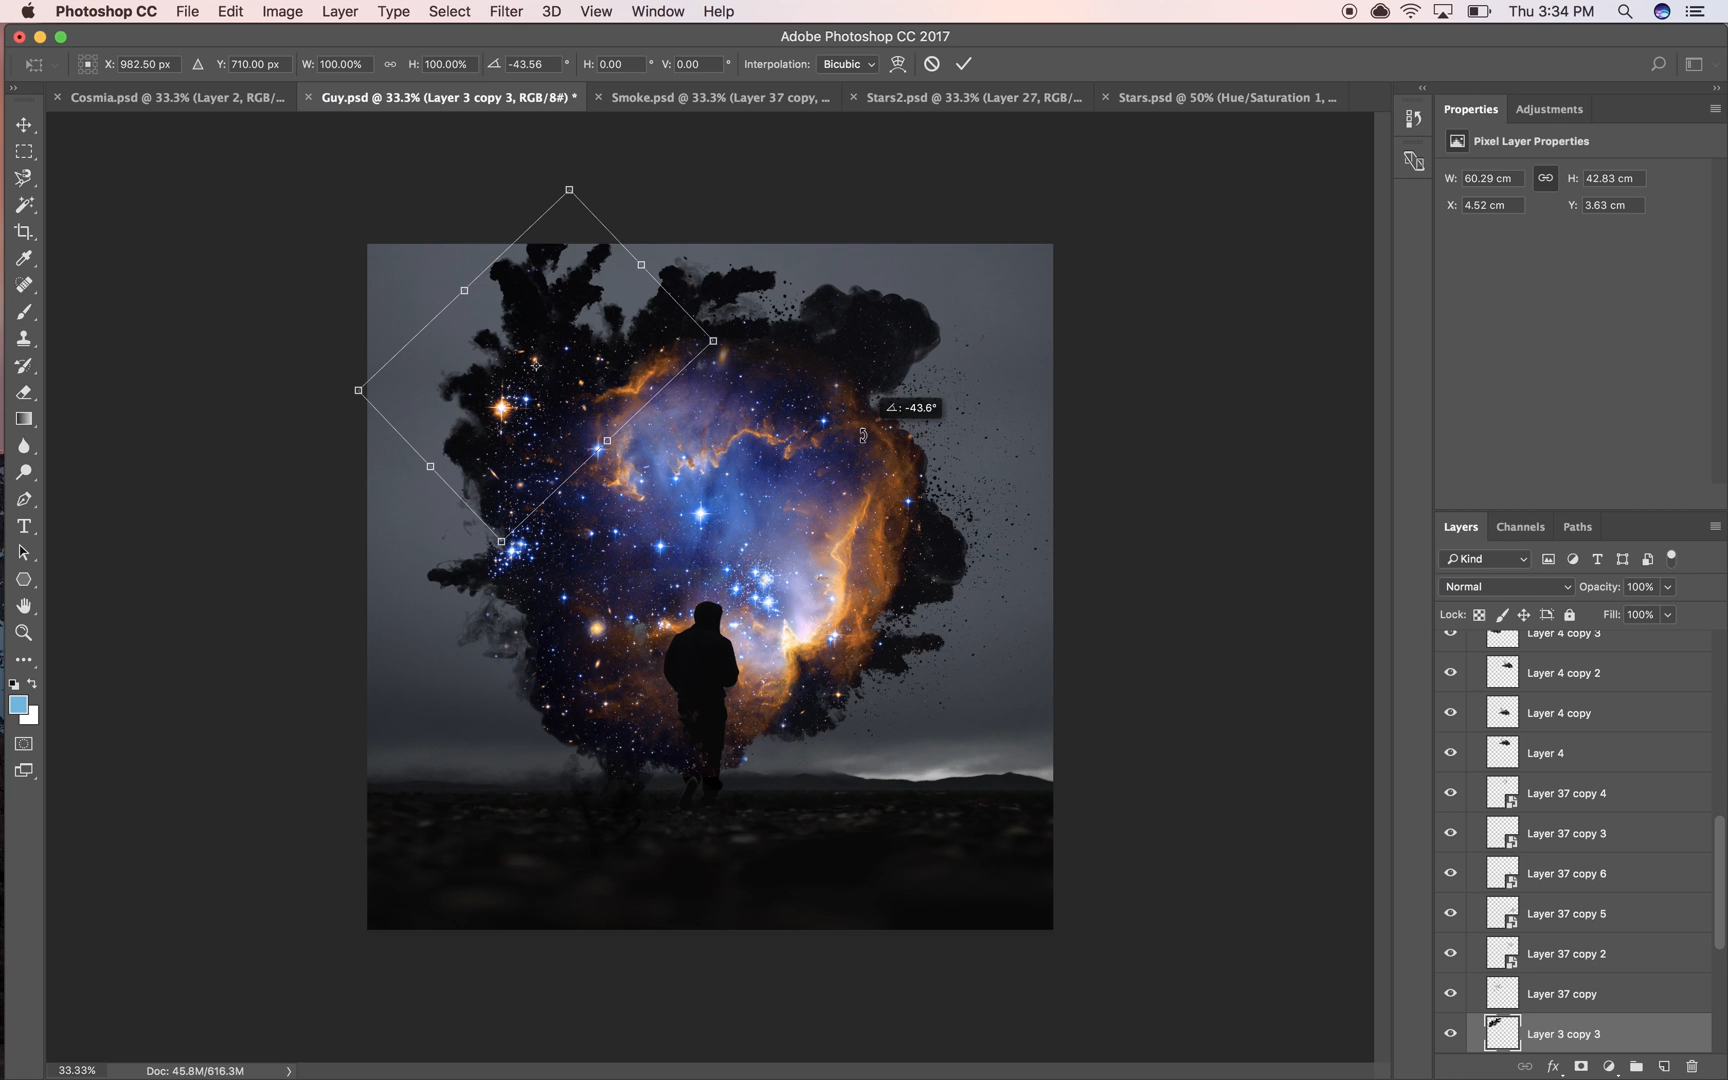 Photoshop CC File Edit Image Layer Type Select Filter 3D View Window Help Thu 3:34 PM
Adobe Photoshop CC 2017
X: 982.50 px Y: 710.00 px W: 100.00% H: 100.00% -43.56 ° H: 0.00 ° V: 0.00 ° Interpolation: Bicubic
Cosmia.psd @ 33.3% (Layer 2, RGB/... Guy.psd @ 33.3% (Layer 3 copy 3, RGB/8#) * Smoke.psd @ 33.3% (Layer 37 copy, ... Stars2.psd @ 33.3% (Layer 27, RGB/... Stars.psd @ 50% (Hue/Saturation 1, ...
Properties Adjustments
Pixel Layer Properties
W: 60.29 cm H: 42.83 cm
X: 4.52 cm Y: 3.63 cm
: -43.6°
Layers Channels Paths
Kind
Normal Opacity: 100%
Lock: Fill: 100%
Layer 4 copy 3
Layer 4 copy 2
Layer 4 copy
Layer 4
Layer 37 copy 4
Layer 37 copy 3
Layer 37 copy 6
Layer 37 copy 5
Layer 37 copy 2
Layer 37 copy
Layer 3 copy 3
33.33% Doc: 45.8M/616.3M
fx